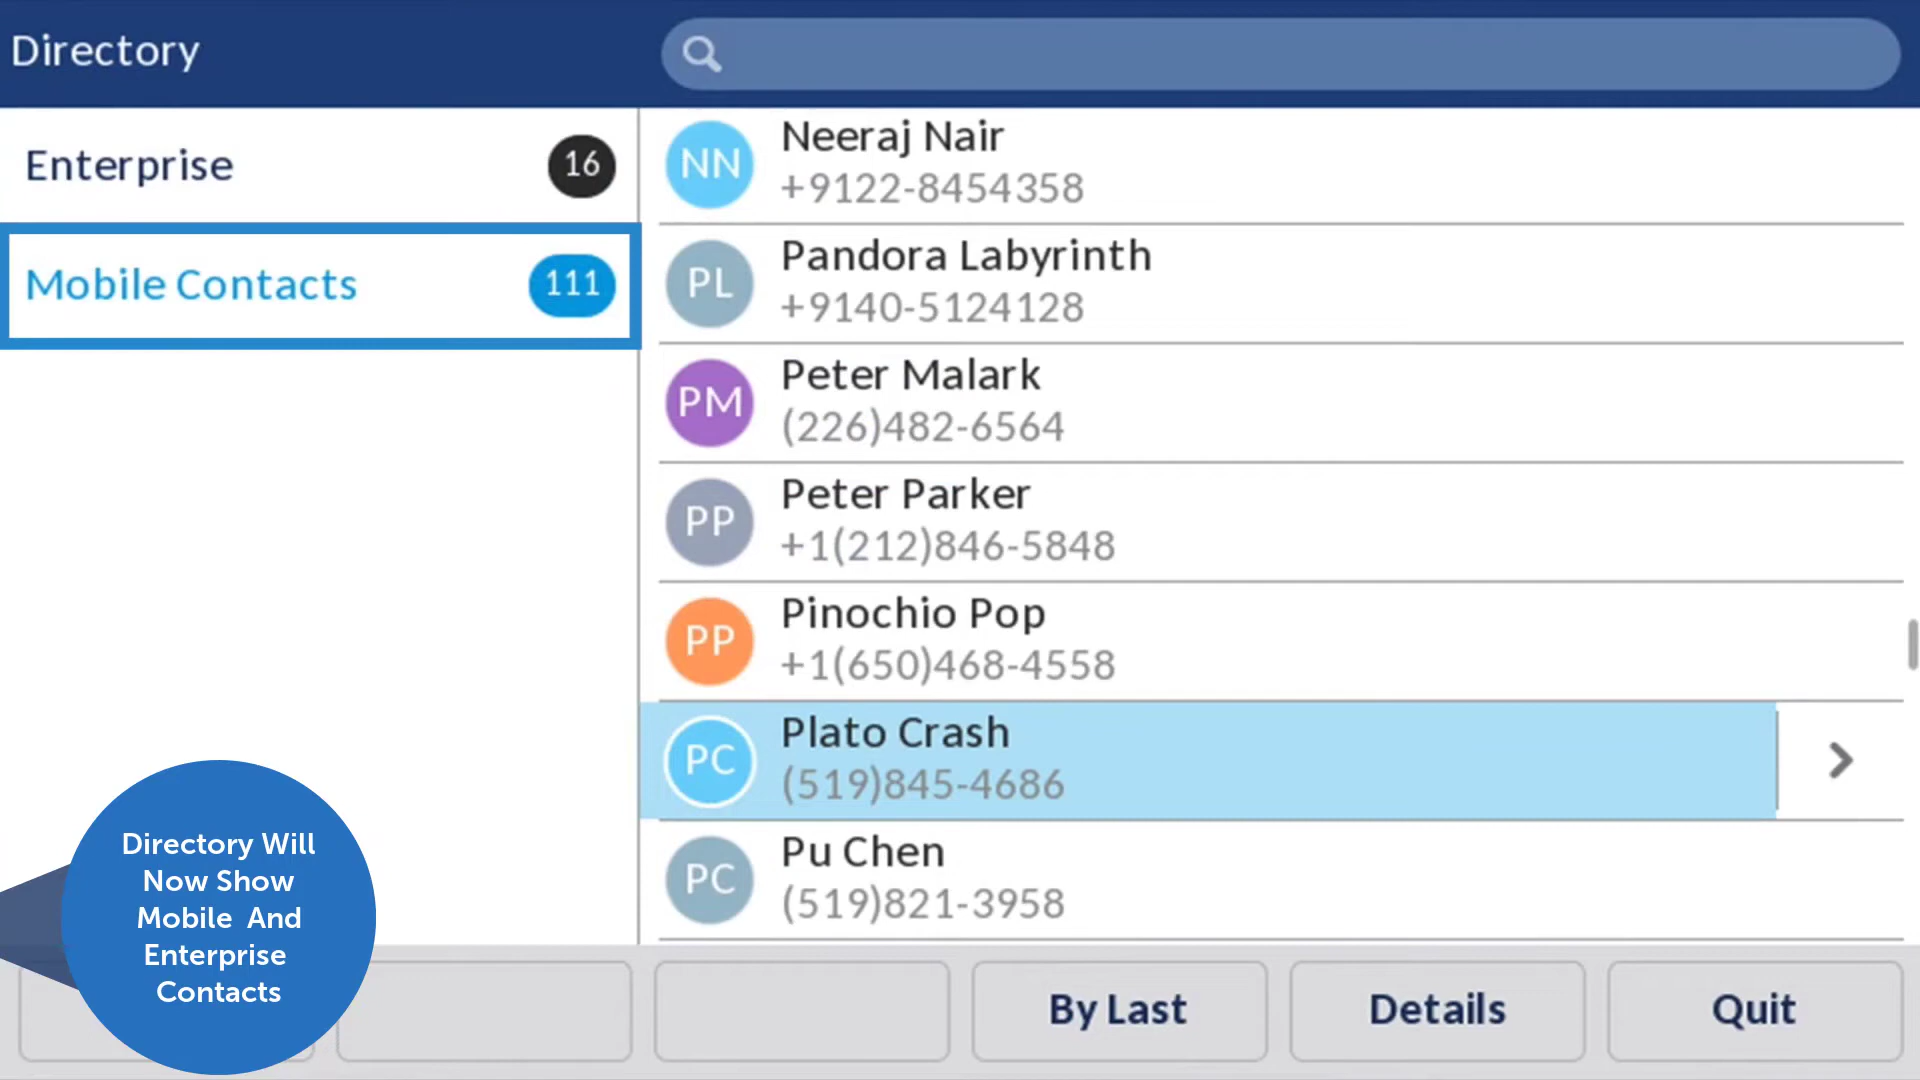 Directory
Enterprise
16
Mobile Contacts
111
NN
Neeraj Nair
+9122-8454358
PL
Pandora Labyrinth
+9140-5124128
PM
Peter Malark
(226)482-6564
PP
Peter Parker
+1(212)846-5848
PP
Pinochio Pop
+1(650)468-4558
PC
Plato Crash
(519)845-4686
PC
Pu Chen
(519)821-3958
Directory Will
Now Show
Mobile And
Enterprise
Contacts
By Last
Details
Quit